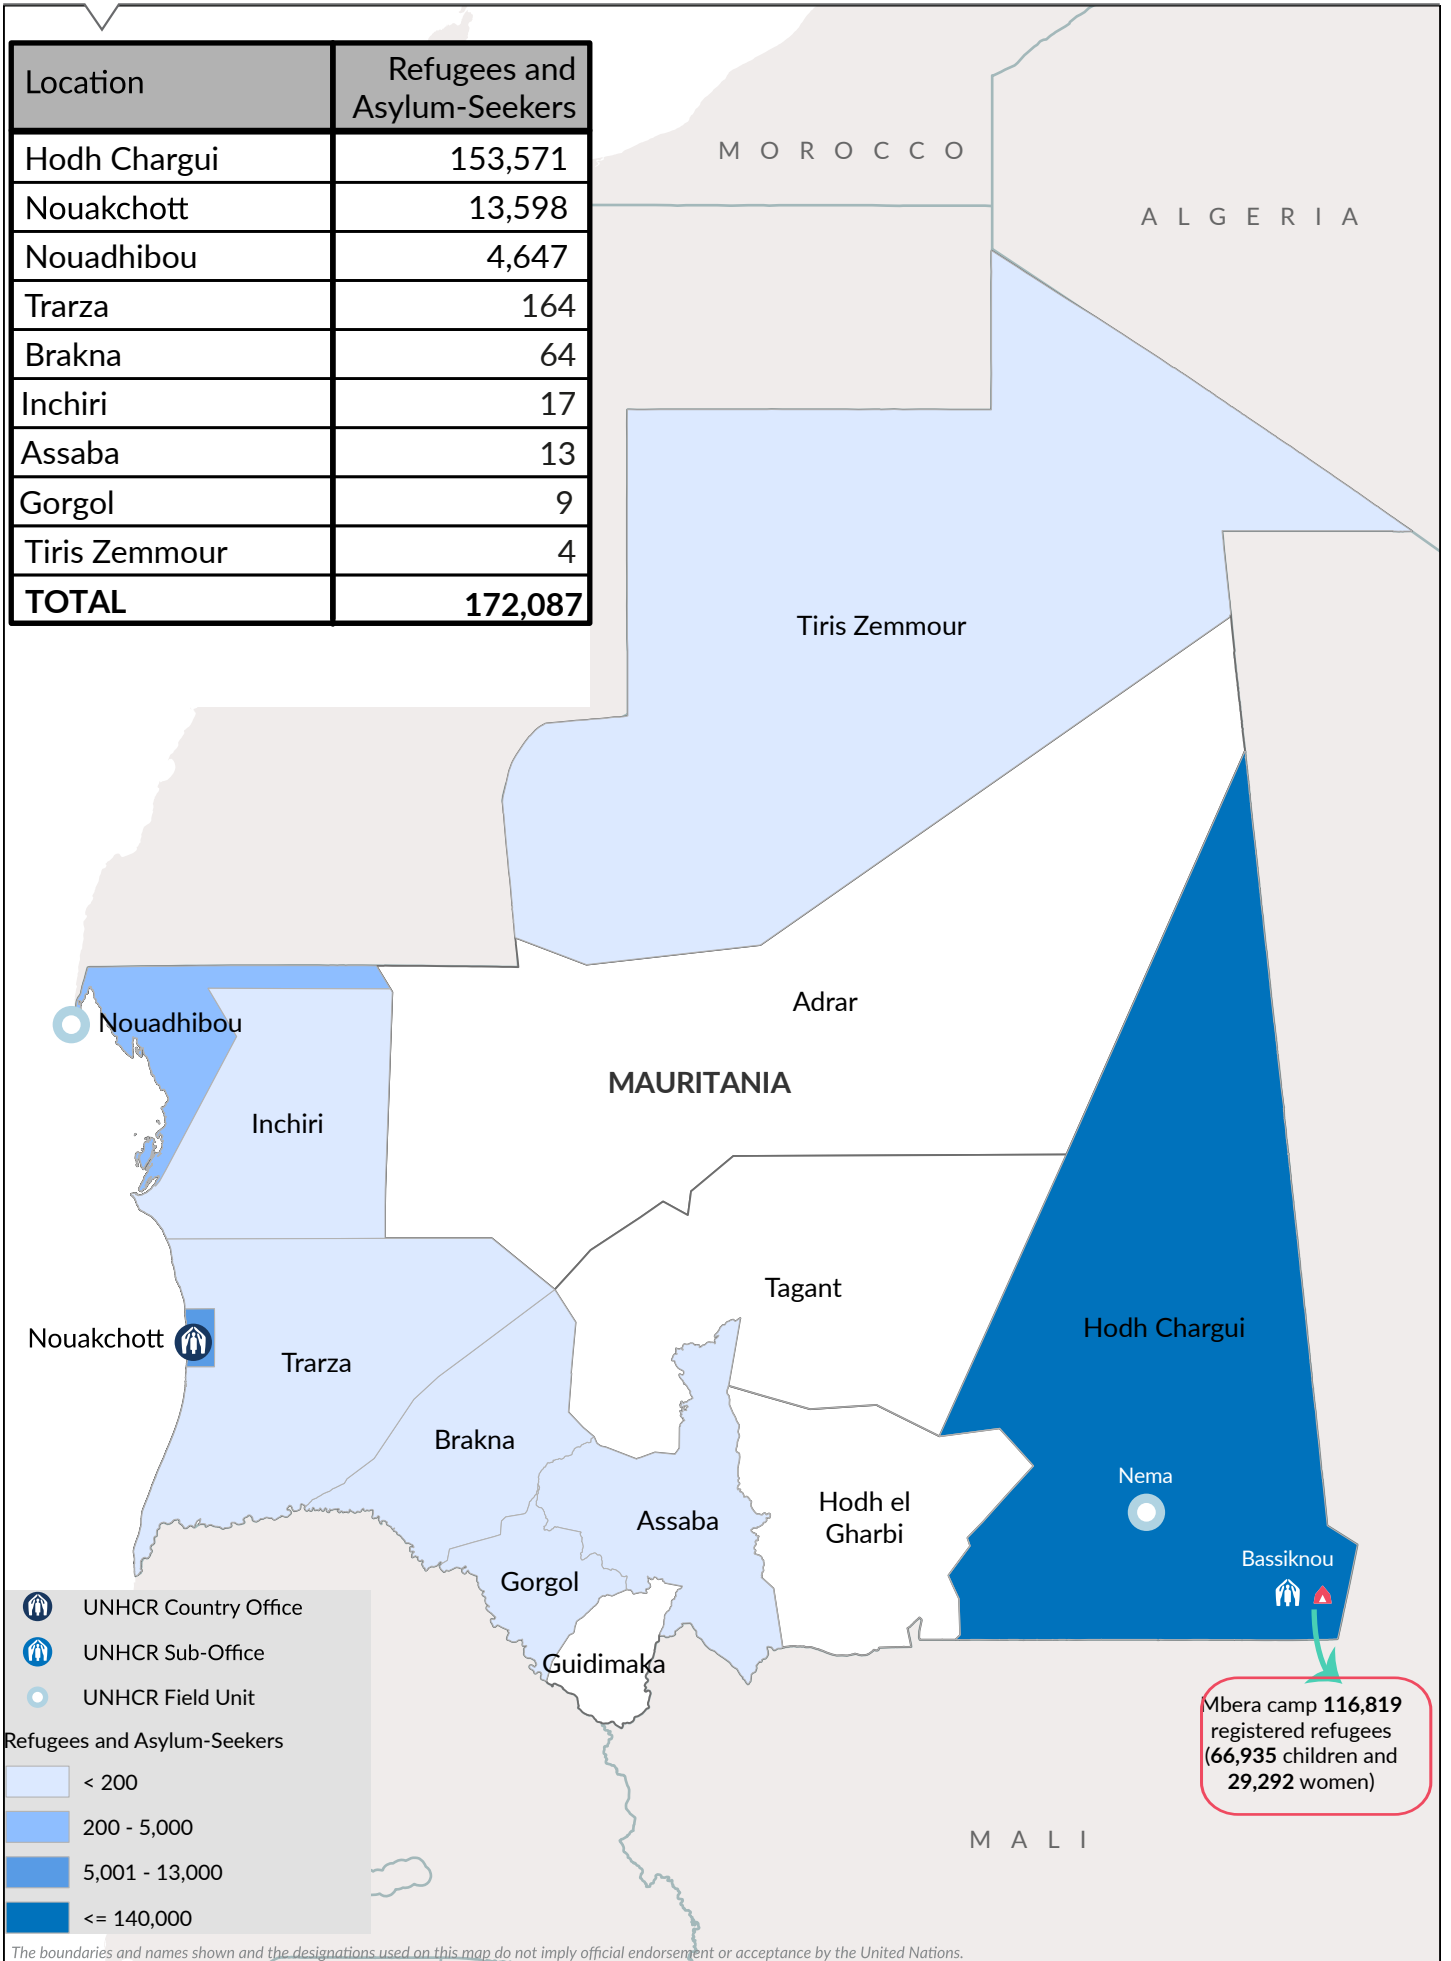 Location
Refugees and
Asylum-Seekers
Hodh Chargui 153,571
Nouakchott 13,598
Nouadhibou 4,647
Trarza 164
Brakna 64
Inchiri 17
Assaba 13
Gorgol 9
Tiris Zemmour 4
TOTAL 172,087
MOROCCO
ALGERIA
Tiris Zemmour
Adrar
Nouadhibou
MAURITANIA
Inchiri
Tagant
Hodh Chargui
Nouakchott
Trarza
Brakna
Nema
Hodh el
Gharbi
Assaba
Bassiknou
Gorgol
Guidimaka
UNHCR Country Office
UNHCR Sub-Office
UNHCR Field Unit
Refugees and Asylum-Seekers
< 200
200 - 5,000
5,001 - 13,000
<= 140,000
Mbera camp 116,819
registered refugees
(66,935 children and
29,292 women)
MALI
The boundaries and names shown and the designations used on this map do not imply official endorsement or acceptance by the United Nations.